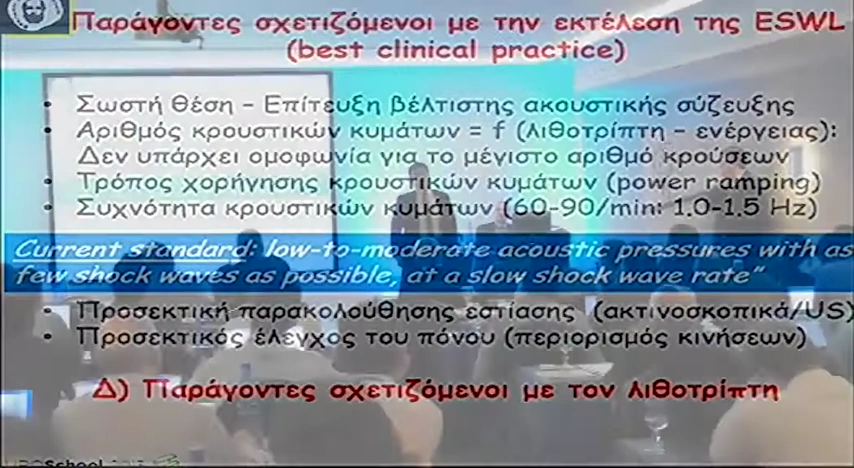 Παράγοντες σχετιζόμενοι με την εκτέλεση της ESWL
(best clinical practice)
• Σωστή θέση – Επίτευξη βέλτιστης ακουστικής σύζευξης
• Αριθμός κρουστικών κυμάτων = f (λιθοτρίπτη – ενέργειας):
Δεν υπάρχει ομοφωνία για το μέγιστο αριθμό κρούσεων
• Τρόπος χορήγησης κρουστικών κυμάτων (power ramping)
• Συχνότητα κρουστικών κυμάτων (60-90/min: 1.0-1.5 Hz)
Current standard: low-to-moderate acoustic pressures with as
few shock waves as possible, at a slow shock wave rate”
• Προσεκτική παρακολούθησης εστίασης (ακτινοσκοπικά/US)
• Προσεκτικός έλεγχος του πόνου (περιορισμός κινήσεων)
Δ) Παράγοντες σχετιζόμενοι με τον λιθοτρίπτη
School